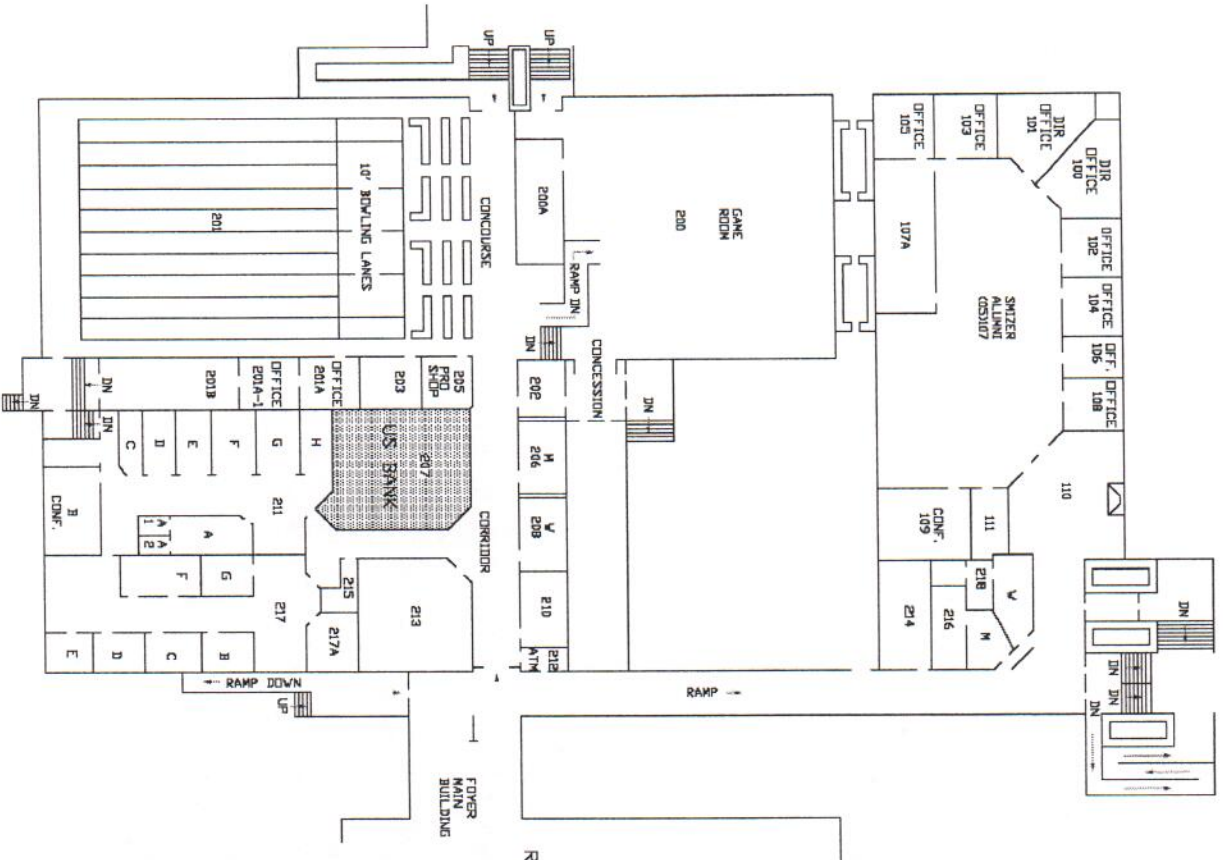 UP
UP
OFFICE
105
OFFICE
103
DIR
OFFICE
101
DIR
OFFICE
100
10' BOWLING LANES
201
CONCOURSE
200A
GAME
ROOM
200
107A
OFFICE
102
OFFICE
104
OFF.
106
OFFICE
108
SMIZER
ALUMNI
(OS)107
RAMP DN
DN
CONCESSION
DN
DN
DN
DN
201B
OFFICE
201A-1
OFFICE
201A
203
205
PRO
SHOP
202
M
206
W
208
210
212
ATM
C
D
E
F
G
H
207
US BANK
CORRIDOR
B
CONF.
211
A
1
A
2
A
F
G
215
213
217
217A
E
D
C
B
110
CONF.
109
111
218
W
M
216
214
DN
DN
DN
DN
RAMP DOWN
UP
RAMP
FOYER
MAIN
BUILDING